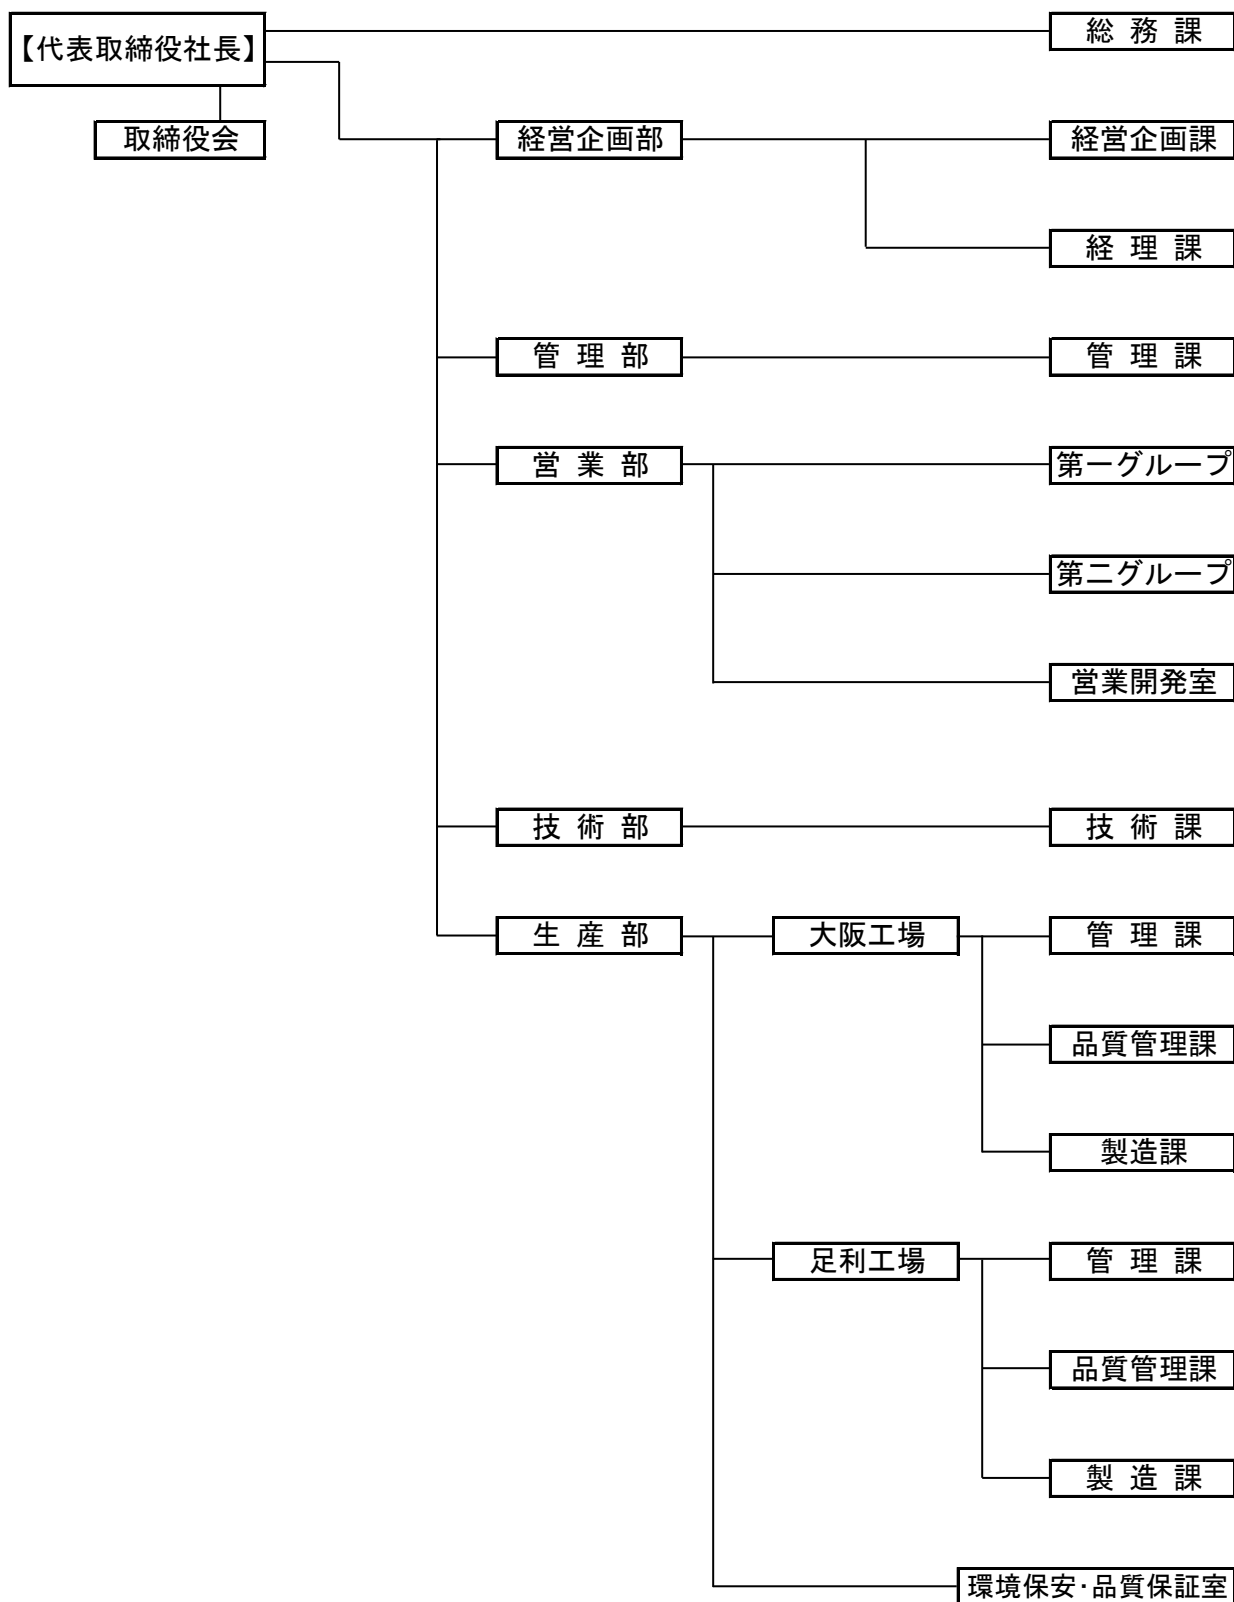 【代表取締役社長】
総 務 課
取締役会
経営企画部
経営企画課
経 理 課
管 理 部
管 理 課
営 業 部
第一グループ
第二グループ
営業開発室
技 術 部
技 術 課
生 産 部
大阪工場
管 理 課
品質管理課
製造課
足利工場
管 理 課
品質管理課
製 造 課
環境保安・品質保証室